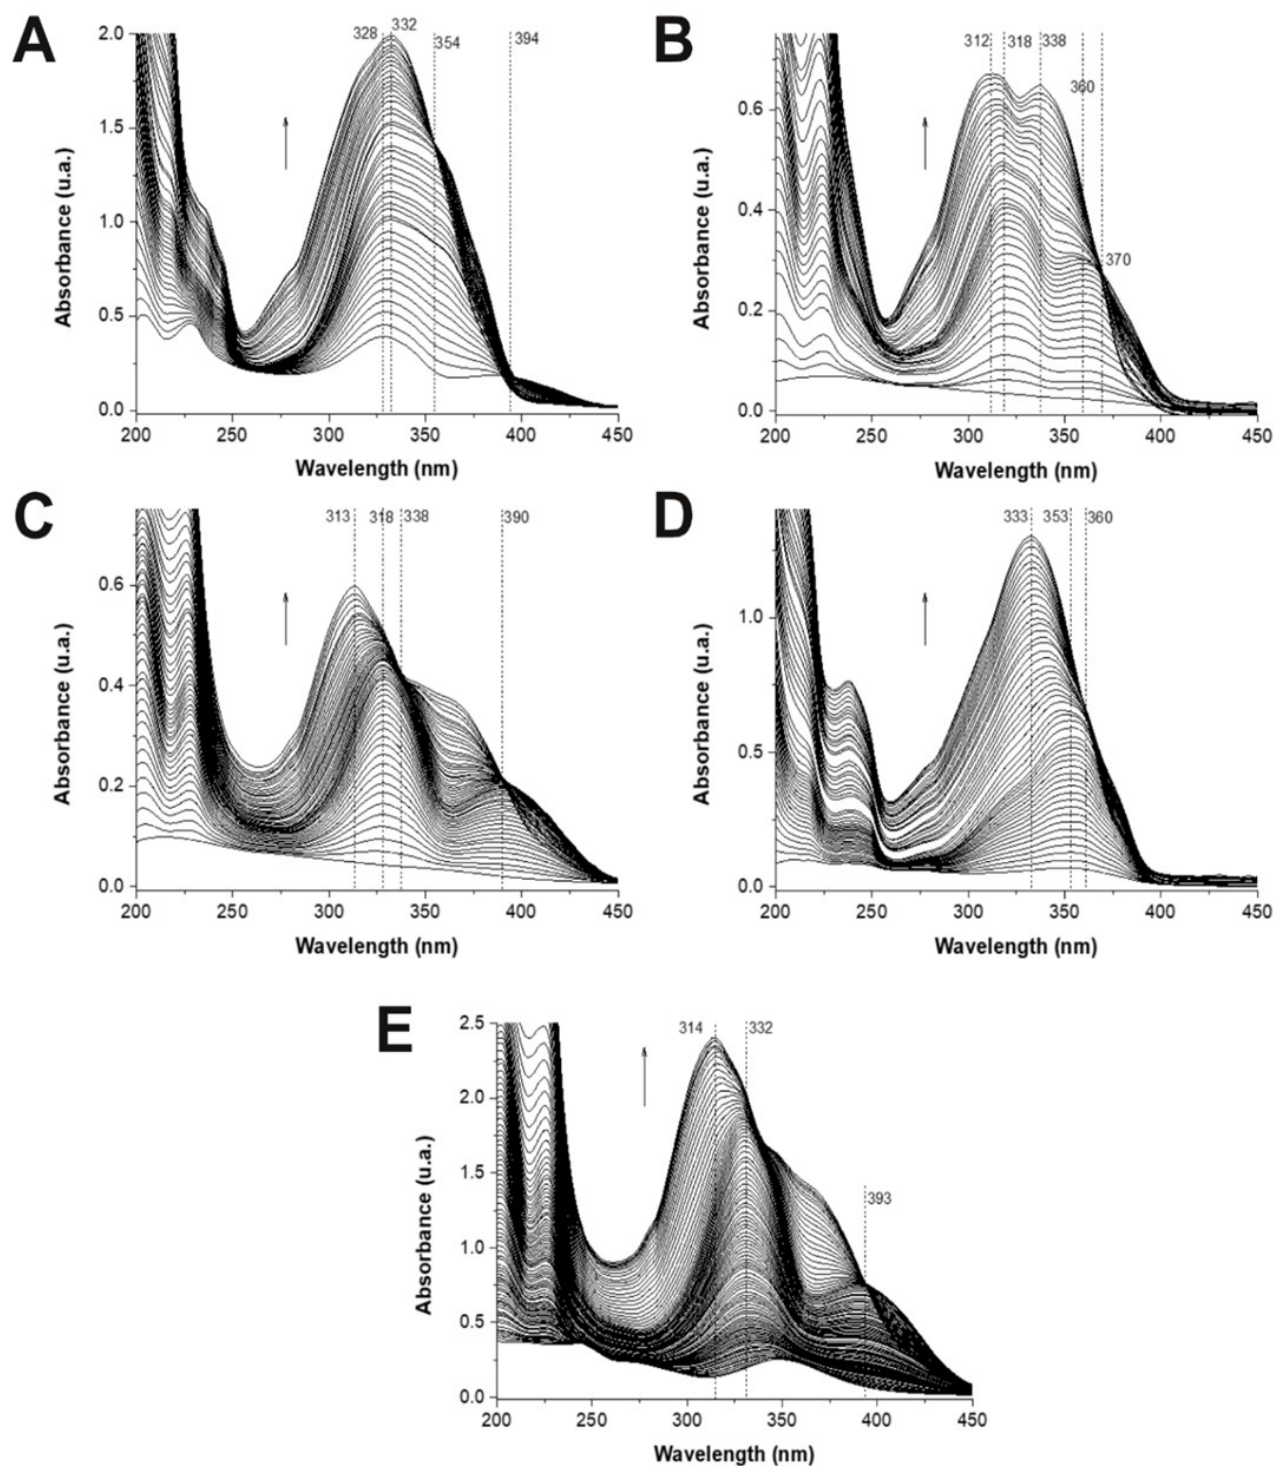 A
328 332 354 394
2.0
1.5
1.0
0.5
0.0
Absorbance (u.a.)
200 250 300 350 400 450
Wavelength (nm)
B
312 318 338
360
370
0.6
0.4
0.2
0.0
Absorbance (u.a.)
200 250 300 350 400 450
Wavelength (nm)
C
313 318 338 390
0.6
0.4
0.2
0.0
Absorbance (u.a.)
200 250 300 350 400 450
Wavelength (nm)
D
333 353 360
1.0
0.5
0.0
Absorbance (u.a.)
200 250 300 350 400 450
Wavelength (nm)
E
314 332
393
2.5
2.0
1.5
1.0
0.5
0.0
Absorbance (u.a.)
200 250 300 350 400 450
Wavelength (nm)